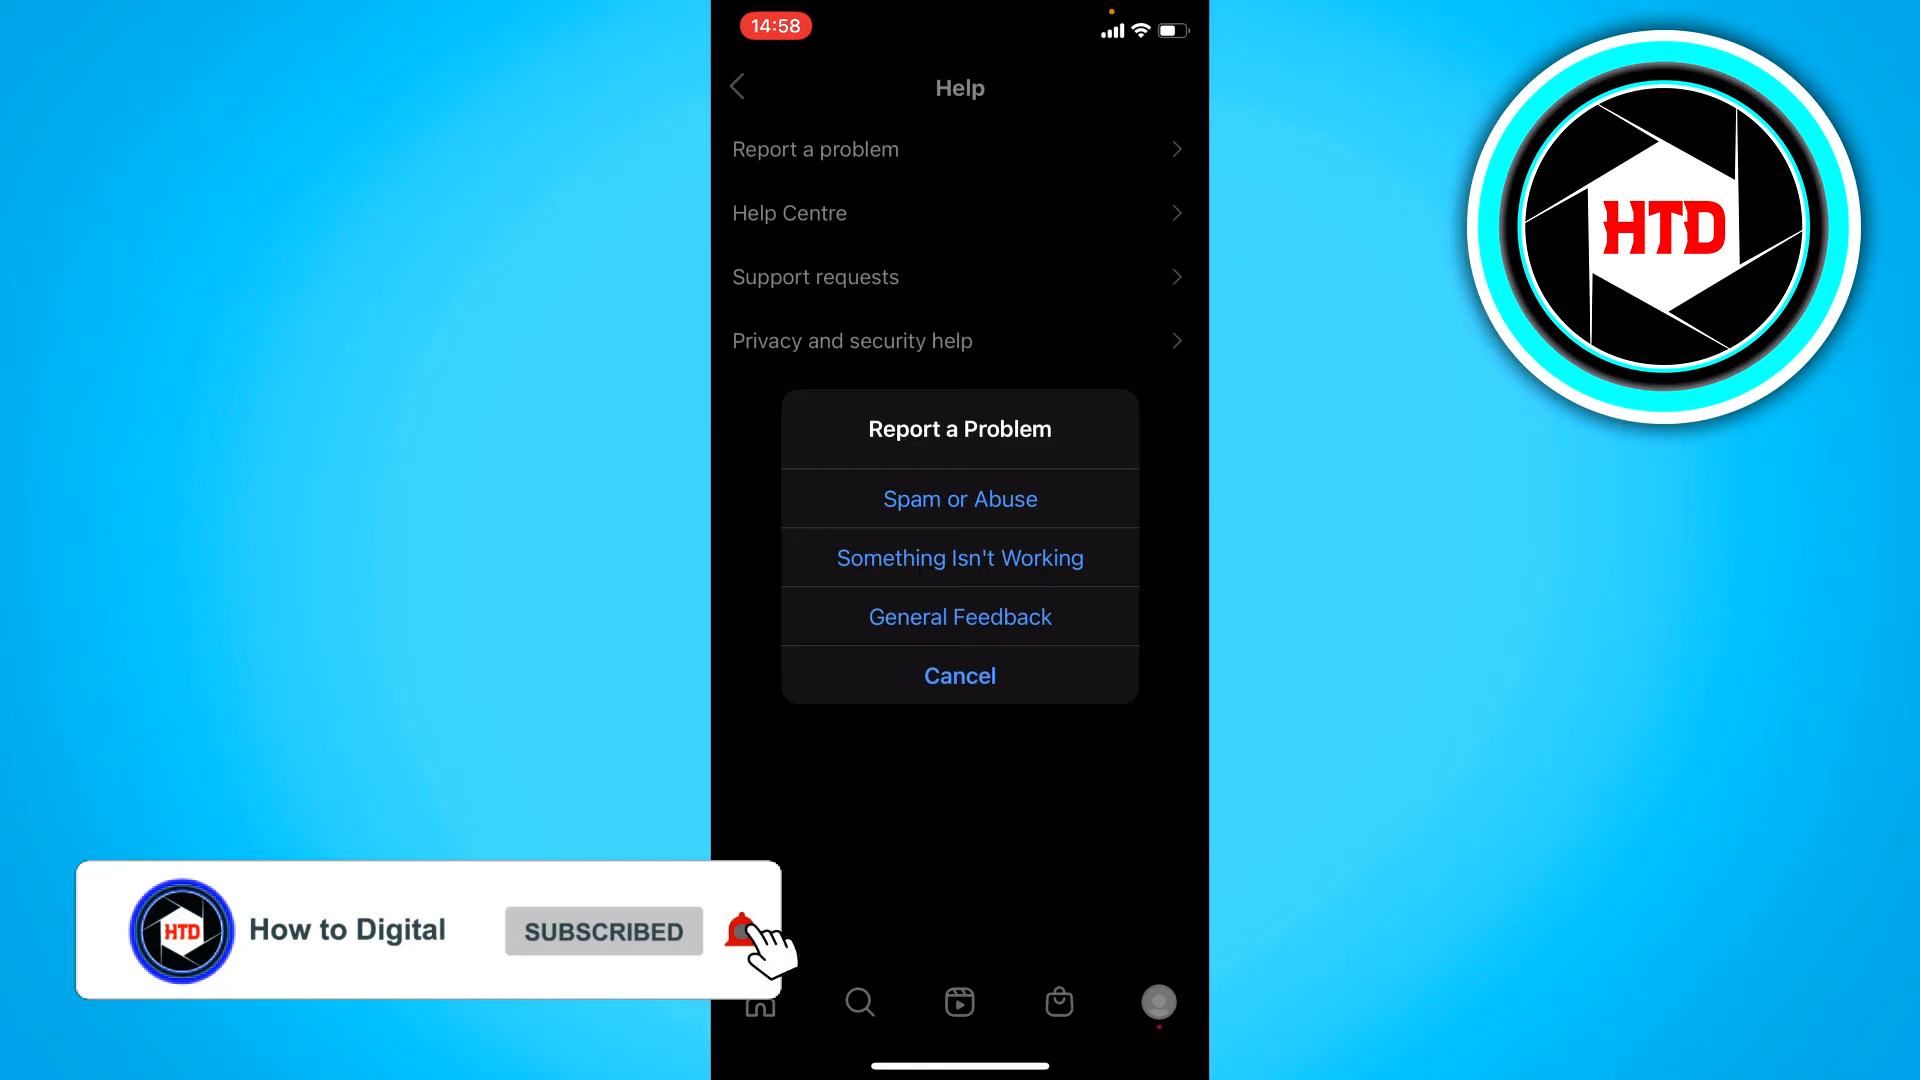 14:58
Help
Report a problem
Help Centre
Support requests
Privacy and security help
Report a Problem
Spam or Abuse
Something Isn't Working
General Feedback
Cancel
HTD
HTD
How to Digital
SUBSCRIBED